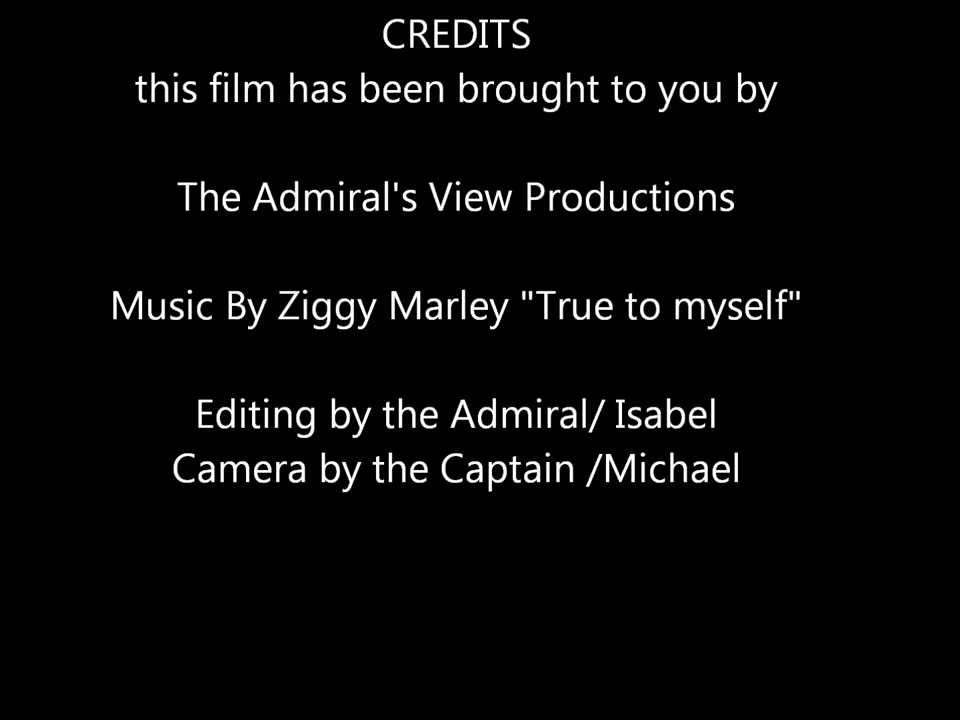 CREDITS
this film has been brought to you by
The Admiral's View Productions
Music By Ziggy Marley "True to myself"
Editing by the Admiral/ Isabel
Camera by the Captain /Michael